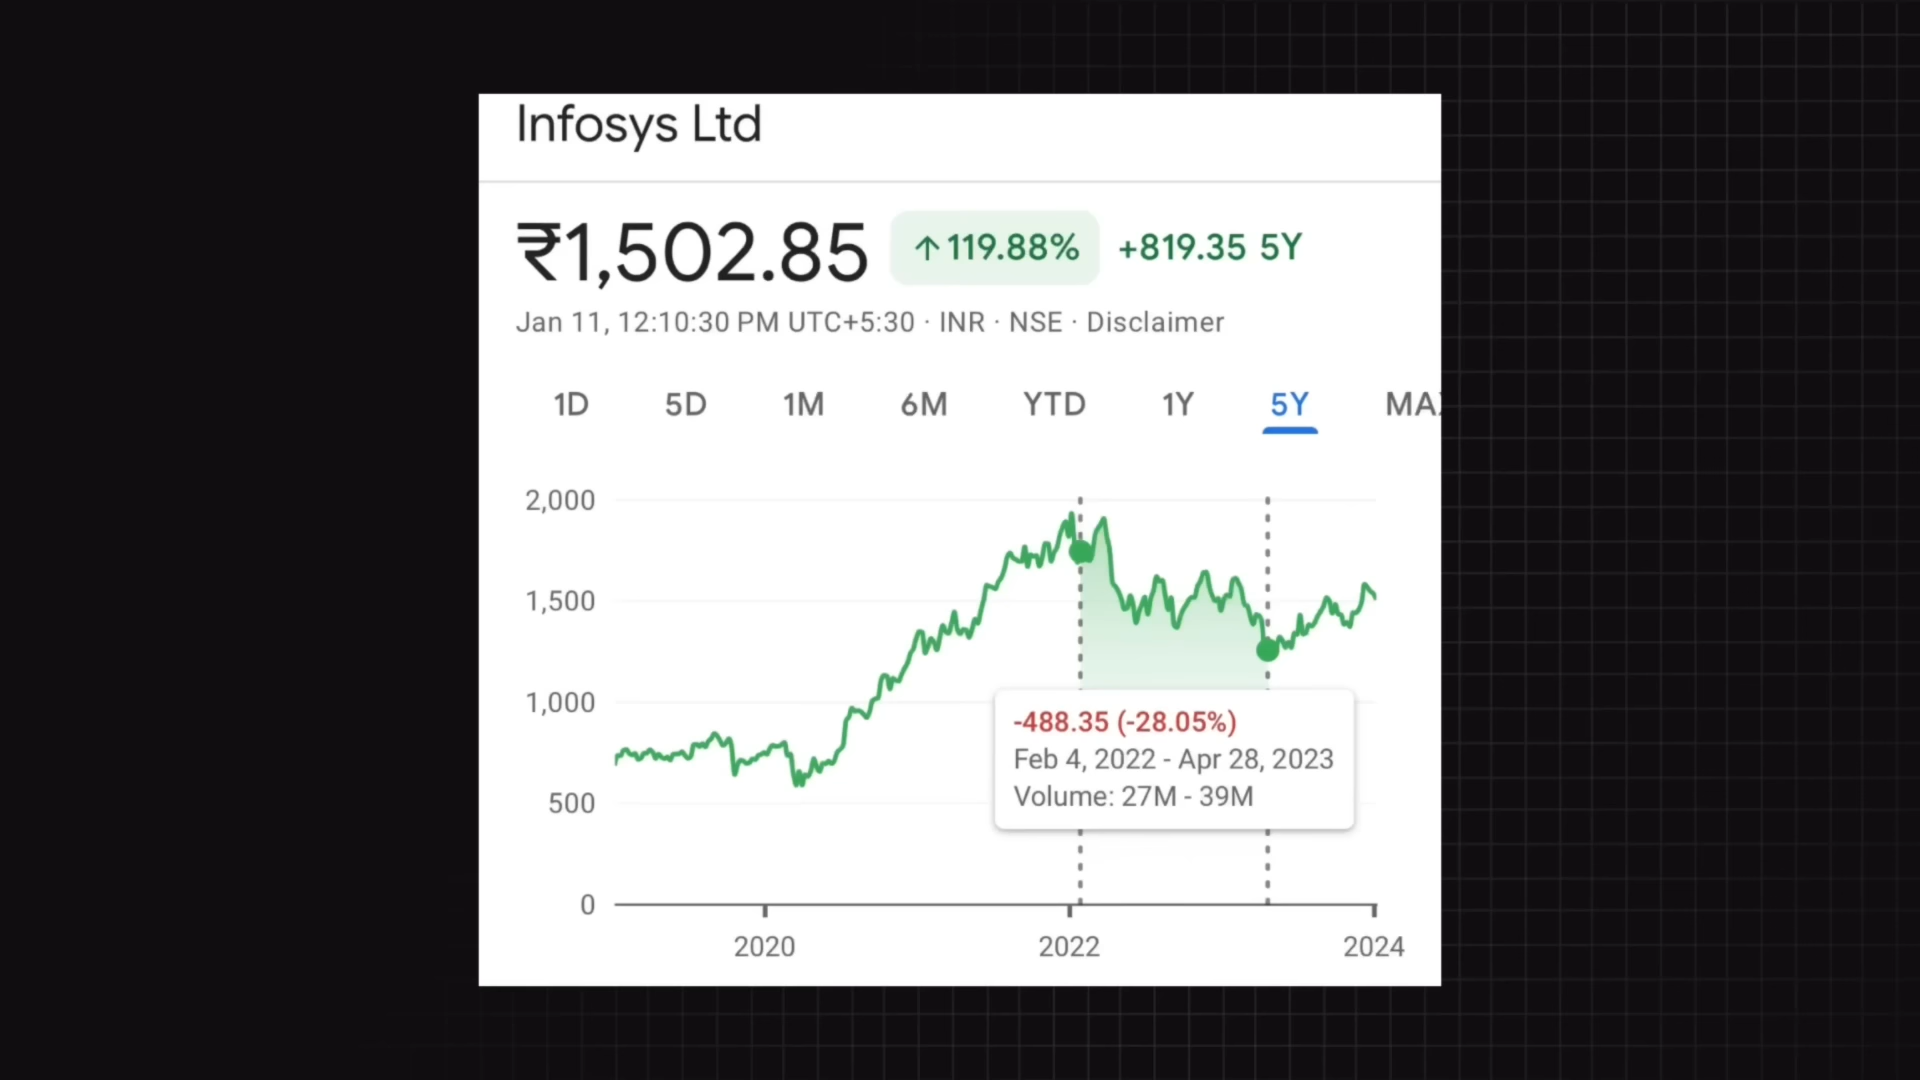 Infosys Ltd
₹1,502.85 ↑119.88% +819.35 5Y
Jan 11, 12:10:30 PM UTC+5:30 · INR · NSE · Disclaimer
1D 5D 1M 6M YTD 1Y 5Y MAX
2,000
1,500
1,000
500
0
-488.35 (-28.05%)
Feb 4, 2022 - Apr 28, 2023
Volume: 27M - 39M
2020 2022 2024